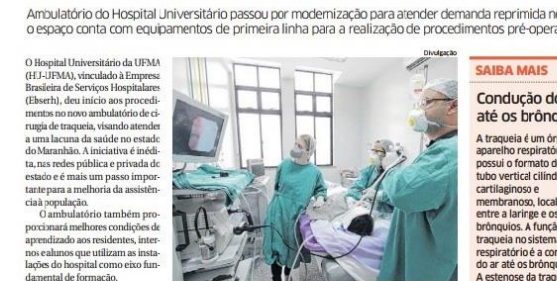 Ambulatório do Hospital Universitário passou por modernização para atender demanda reprimida no
o espaço conta com equipamentos de primeira linha para a realização de procedimentos pré-opera
Divulgação
O Hospital Universitário da UFMA
(HU-UFMA), vinculado à Empresa
Brasileira de Serviços Hospitalares
(Ebserh), deu início aos procedi-
mentos no novo ambulatório de ci-
rurgia de traqueia, visando atender
a uma lacuna da saúde no estado
do Maranhão. A iniciativa é inédi-
ta, nas redes pública e privada do
estado e é mais um passo impor-
tante para a melhoria da assistên-
cia à população.
O ambulatório também pro-
porcionará melhores condições de
aprendizado aos residentes, inter-
nos e alunos que utilizam as insta-
lações do hospital como eixo fun-
damental de formação.
SAIBA MAIS
Condução do
até os brônq
A traqueia é um ór
aparelho respirató
possui o formato d
tubo vertical cilínd
cartilaginoso e
membranoso, local
entre a laringe e os
brônquios. A funçã
traqueia no sistem
respiratório é a con
do ar até os brônqu
A estenose da traq